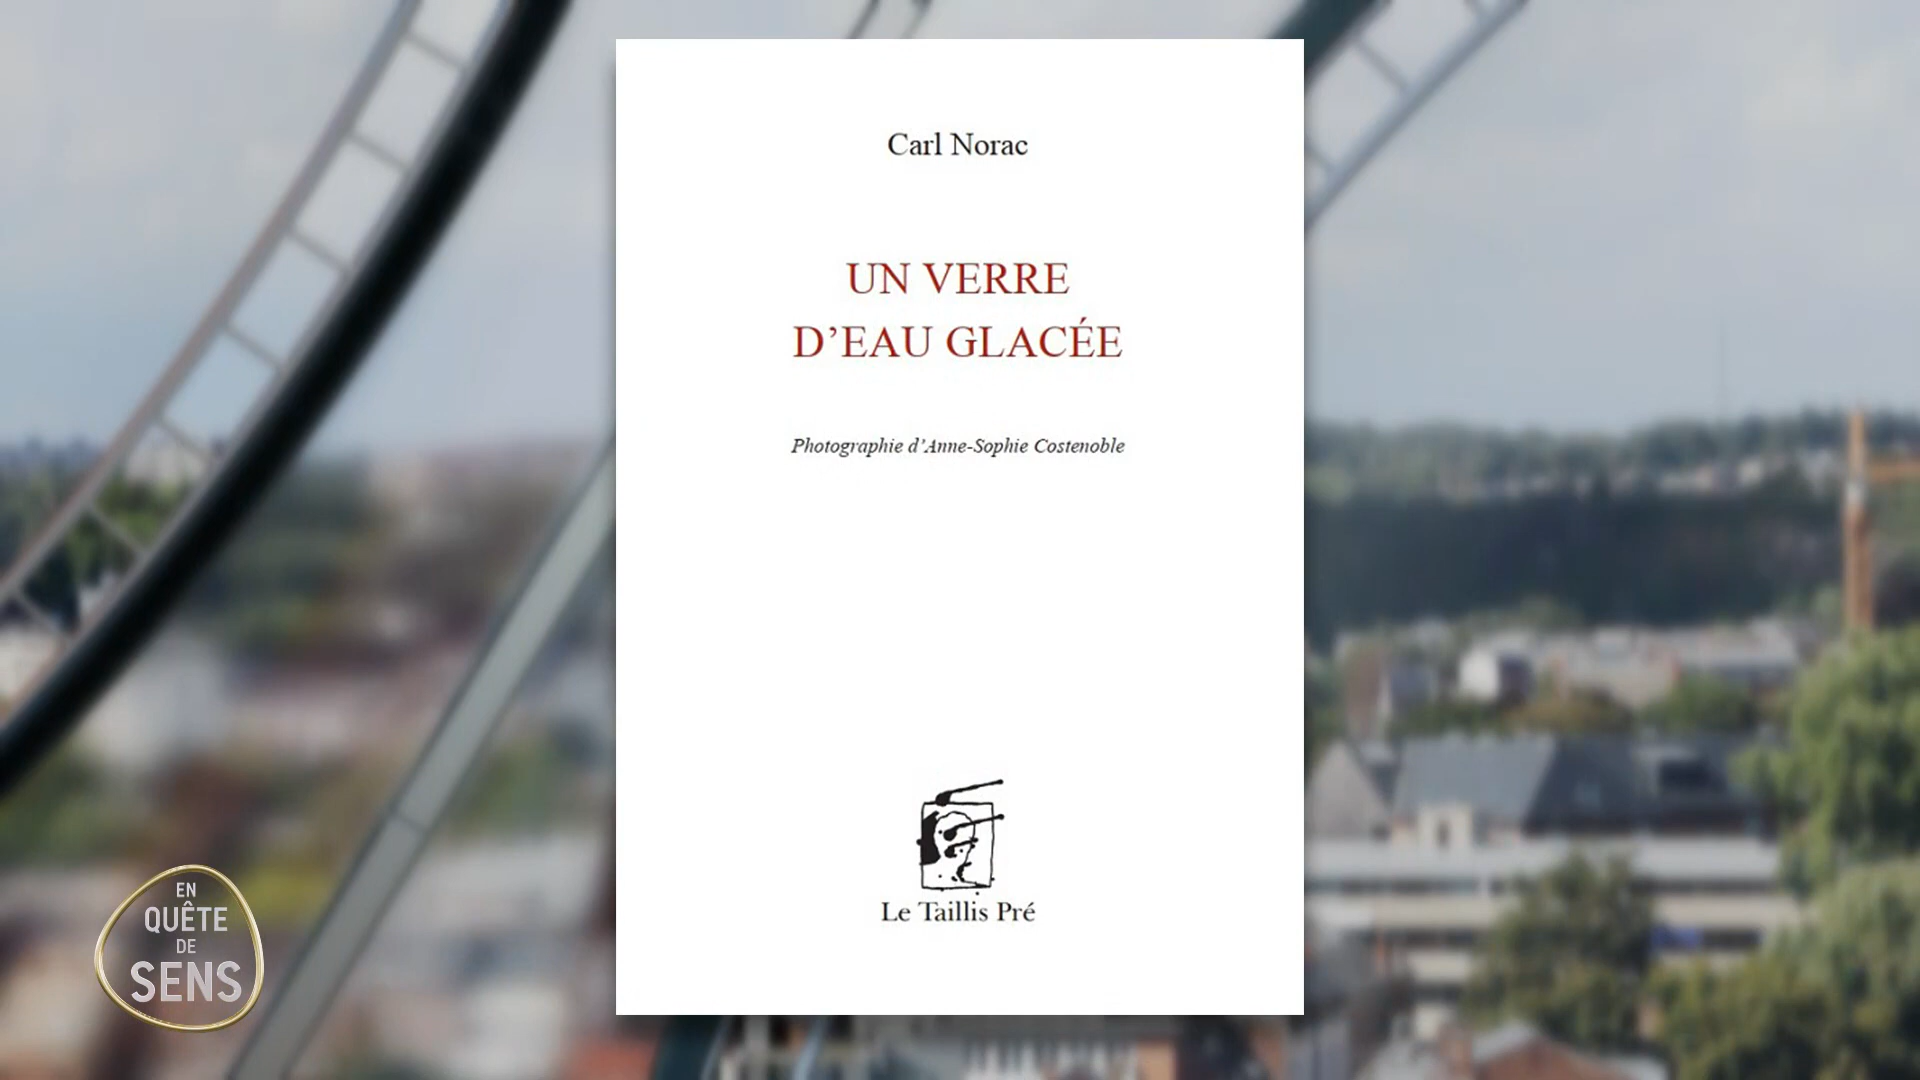 Carl Norac
UN VERRE
D’EAU GLACÉE
Photographie d’Anne-Sophie Costenoble
Le Taillis Pré
EN
QUÊTE
DE
SENS